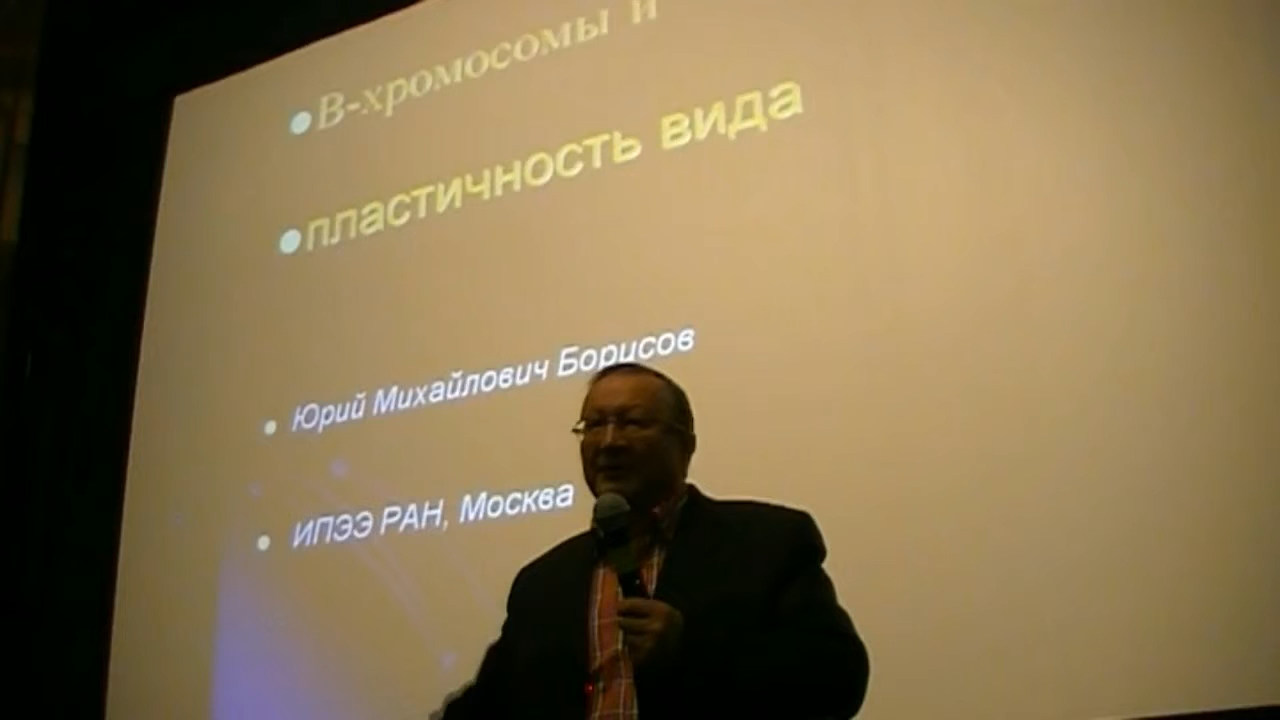 В-хромосомы и
пластичность вида
Юрий Михайлович Борисов
ИПЭЭ РАН, Москва